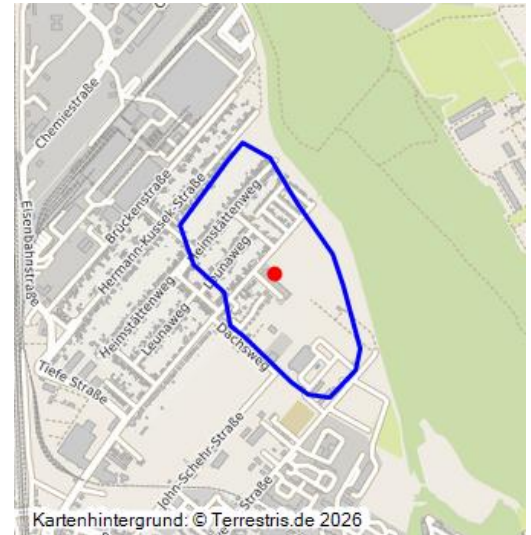 Chemiestraße
Eisenbahnstraße
Brückenstraße
Hermann-Kussek-Straße
Heimstättenweg
Leunaweg
Heimstättenweg
Leunaweg
Dachsweg
Tiefe Straße
John-Schehr-Straße
Straße
Kartenhintergrund: © Terrestris.de 2026